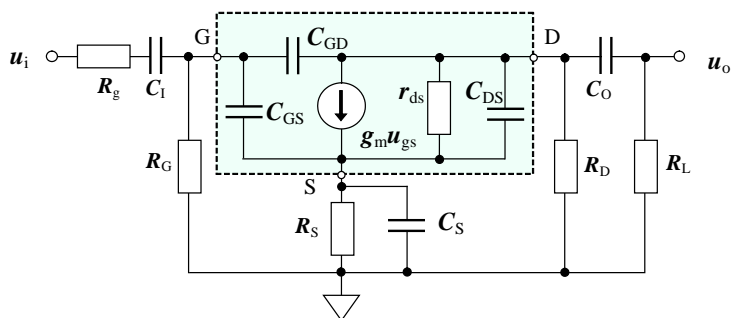 G
D
C_GD
u_i
u_o
R_g
C_I
C_GS
r_ds
C_DS
C_O
g_m u_gs
R_G
R_D
R_L
S
R_S
C_S